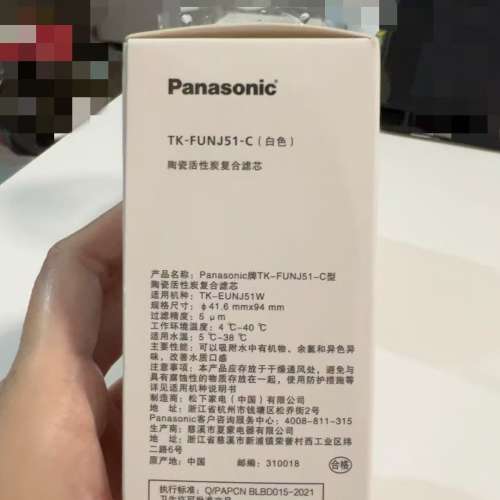 Panasonic
TK-FUNJ51-C（白色）
陶瓷活性炭复合滤芯
产品名称：Panasonic牌TK-FUNJ51-C型
陶瓷活性炭复合滤芯
适用机种：TK-EUNJ51W
规格尺寸：φ41.6 mmx94 mm
过滤精度：5 μm
工作环境温度：4 ℃-40 ℃
适用水温：5 ℃-38 ℃
主要性能：可以吸附水中有机物、余氯和异色异
味，改善水质口感
注意事项：本产品应存放于干燥通风处，避免与
具有腐蚀性的物质存放在一起，使用防护措施等
详见适用机种说明书
制造商：松下家电（中国）有限公司
地 址：浙江省杭州市钱塘区松乔街2号
Panasonic客户咨询服务中心：4008-811-315
生产商：慈溪市夏蒙电器有限公司
地 址：浙江省慈溪市新浦镇荣誉村西工业区纬
二路6号
原产地：中国 邮编：310018 合格
执行标准：Q/PAPCN BLBD015-2021